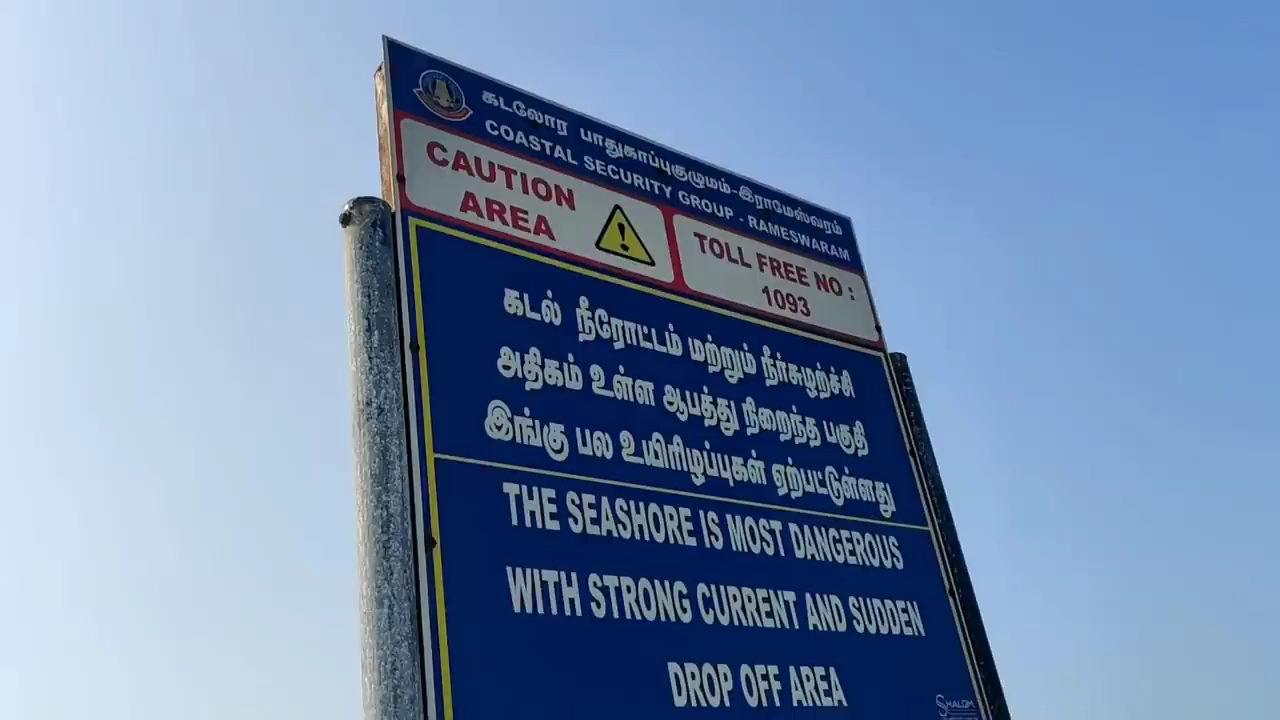 கடலோர பாதுகாப்புகுழுமம்-இராமேஸ்வரம்
COASTAL SECURITY GROUP - RAMESWARAM
CAUTION
AREA
TOLL FREE NO :
1093
கடல் நீரோட்டம் மற்றும் நீர்சுழற்ச்சி
அதிகம் உள்ள ஆபத்து நிறைந்த பகுதி
இங்கு பல உயிரிழப்புகள் ஏற்பட்டுள்ளது
THE SEASHORE IS MOST DANGEROUS
WITH STRONG CURRENT AND SUDDEN
DROP OFF AREA
SHALOM